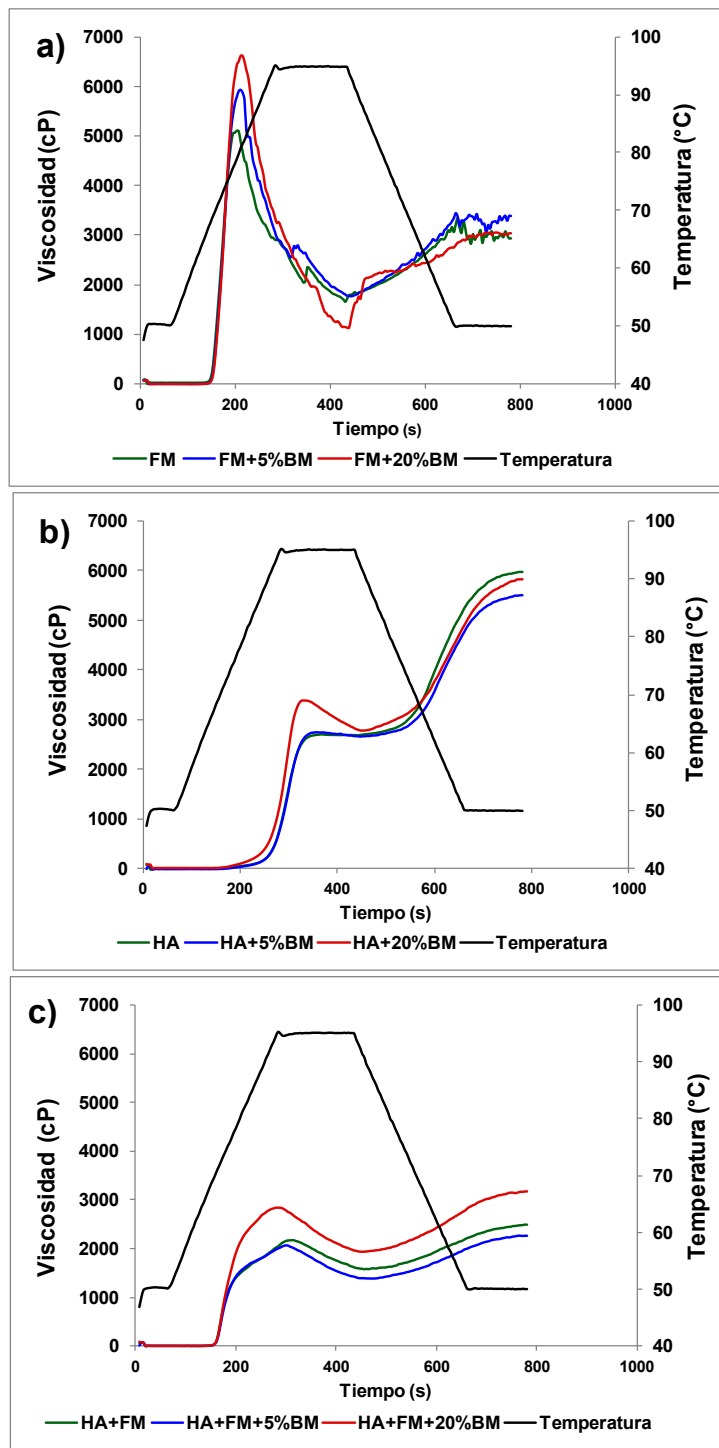 a)
Viscosidad (cP)
7000
6000
5000
4000
3000
2000
1000
0
100
90
80
70
60
50
40
Temperatura (°C)
0 200 400 600 800 1000
Tiempo (s)
FM FM+5%BM FM+20%BM Temperatura
b)
Viscosidad (cP)
7000
6000
5000
4000
3000
2000
1000
0
100
90
80
70
60
50
40
Temperatura (°C)
0 200 400 600 800 1000
Tiempo (s)
HA HA+5%BM HA+20%BM Temperatura
c)
Viscosidad (cP)
7000
6000
5000
4000
3000
2000
1000
0
100
90
80
70
60
50
40
Temperatura (°C)
0 200 400 600 800 1000
Tiempo (s)
HA+FM HA+FM+5%BM HA+FM+20%BM Temperatura